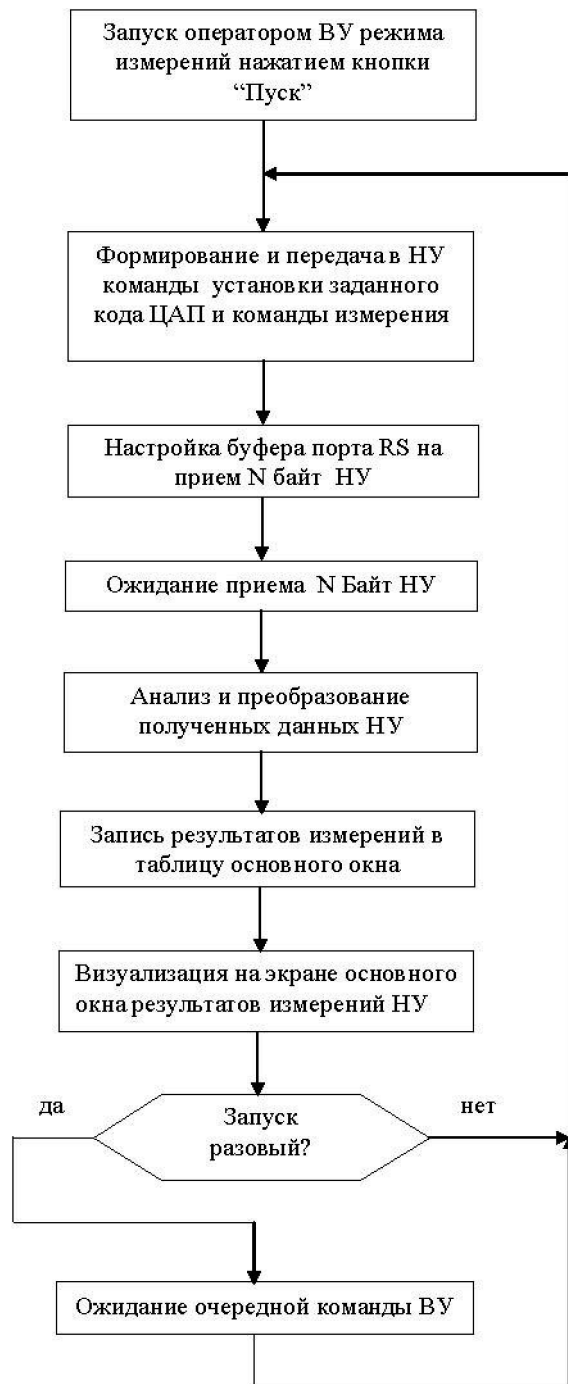 Запуск оператором ВУ режима
измерений нажатием кнопки
“Пуск”
Формирование и передача в НУ
команды установки заданного
кода ЦАП и команды измерения
Настройка буфера порта RS на
прием N байт НУ
Ожидание приема N Байт НУ
Анализ и преобразование
полученных данных НУ
Запись результатов измерений в
таблицу основного окна
Визуализация на экране основного
окна результатов измерений НУ
да
Запуск
разовый?
нет
Ожидание очередной команды ВУ